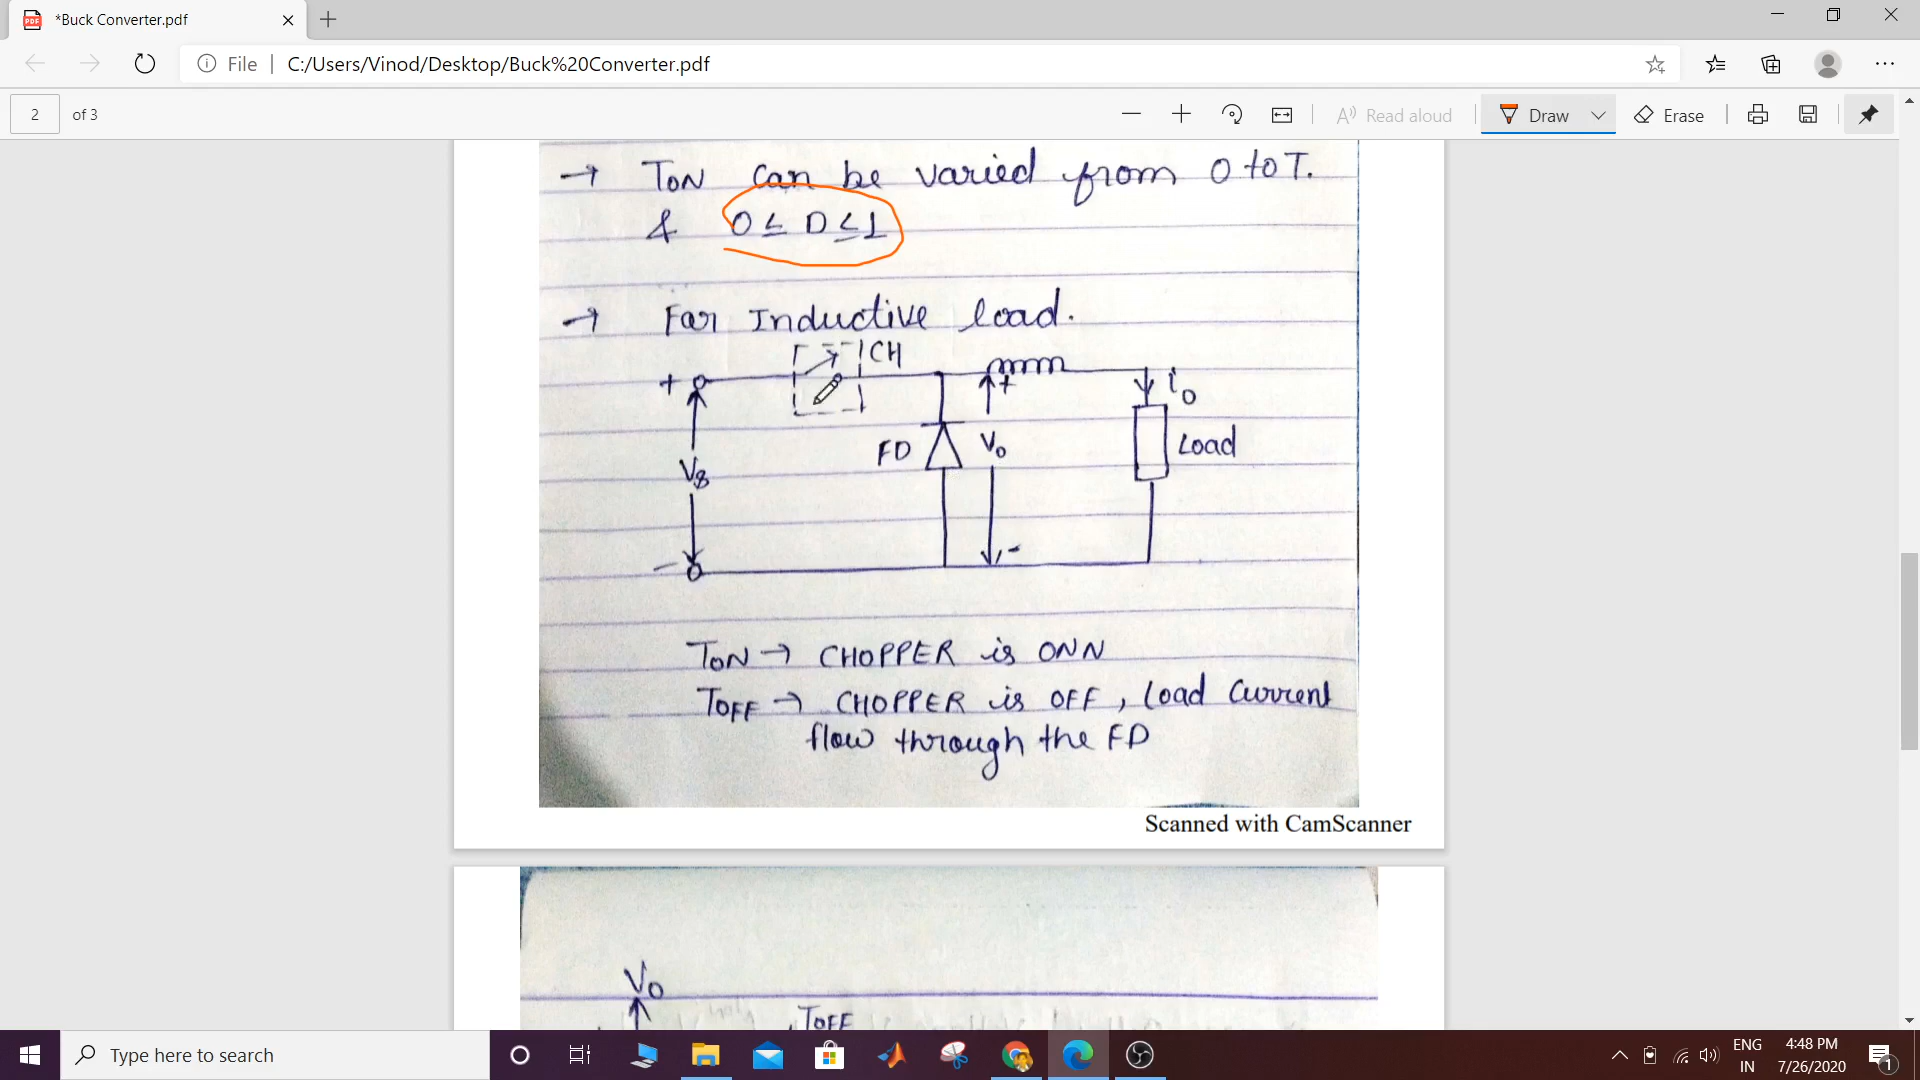 *Buck Converter.pdf
File
C:/Users/Vinod/Desktop/Buck%20Converter.pdf
2 of 3
Read aloud
Draw
Erase
→ TON can be varied from 0 to T.
& 0 ≤ D ≤ 1
→ For Inductive load.
CH
+
+
io
FD
Vo
Load
Vs
-
-
TON → CHOPPER is ONN
TOFF → CHOPPER is OFF, Load Current
flow through the FD
Scanned with CamScanner
Vo
TOFF
Type here to search
ENG
IN
4:48 PM
7/26/2020
1